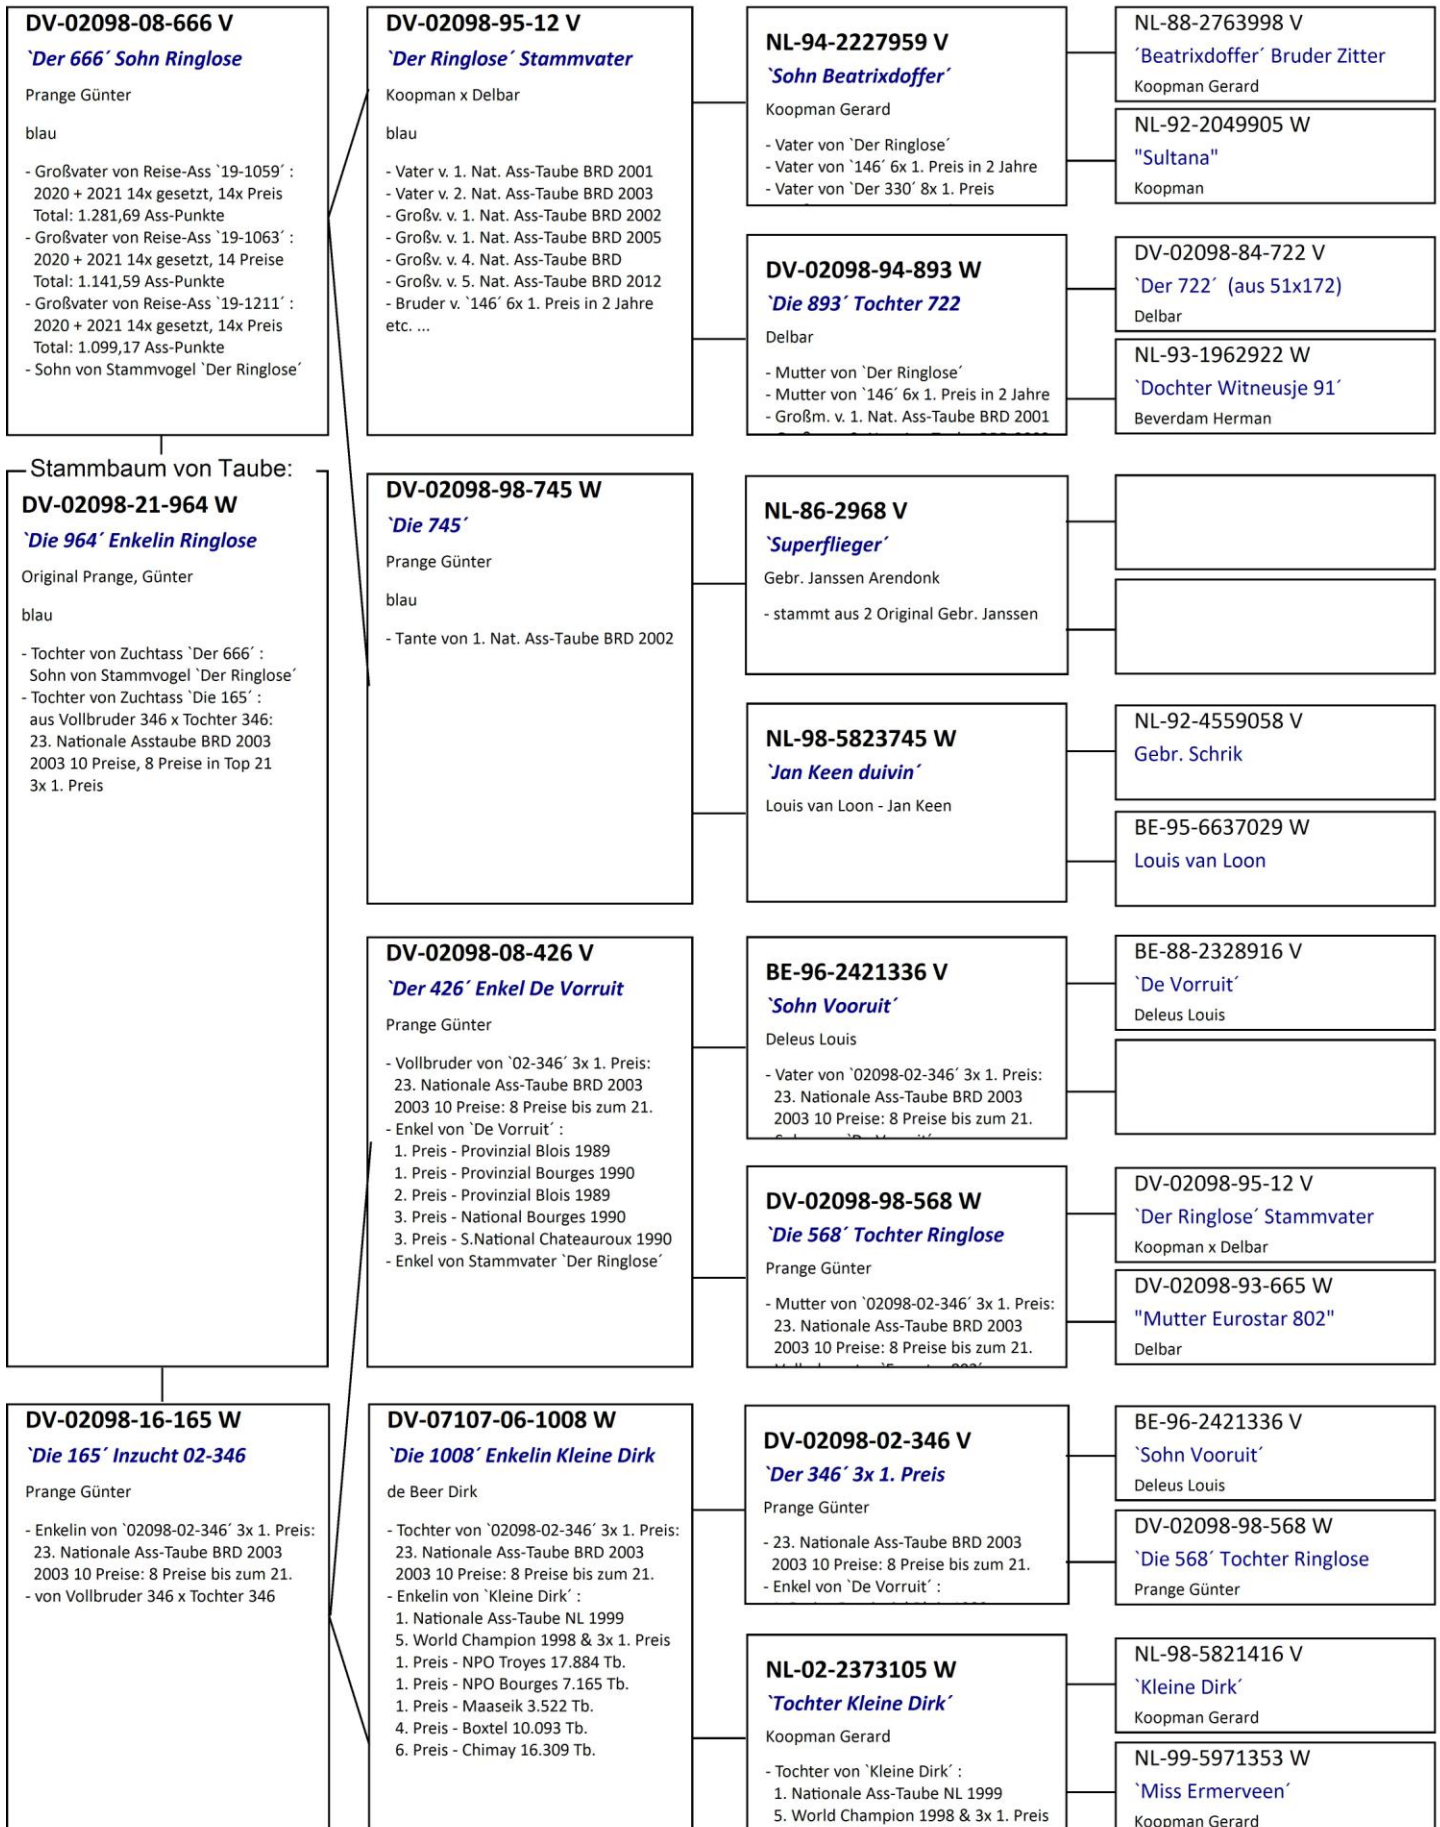 DV-02098-08-666 V
`Der 666´ Sohn Ringlose
Prange Günter
blau
- Großvater von Reise-Ass `19-1059´ :
2020 + 2021 14x gesetzt, 14x Preis
Total: 1.281,69 Ass-Punkte
- Großvater von Reise-Ass `19-1063´ :
2020 + 2021 14x gesetzt, 14 Preise
Total: 1.141,59 Ass-Punkte
- Großvater von Reise-Ass `19-1211´ :
2020 + 2021 14x gesetzt, 14x Preis
Total: 1.099,17 Ass-Punkte
- Sohn von Stammvogel `Der Ringlose´
Stammbaum von Taube:
DV-02098-21-964 W
`Die 964´ Enkelin Ringlose
Original Prange, Günter
blau
- Tochter von Zuchtass `Der 666´ :
Sohn von Stammvogel `Der Ringlose´
- Tochter von Zuchtass `Die 165´ :
aus Vollbruder 346 x Tochter 346:
23. Nationale Asstaube BRD 2003
2003 10 Preise, 8 Preise in Top 21
3x 1. Preis
DV-02098-16-165 W
`Die 165´ Inzucht 02-346
Prange Günter
- Enkelin von `02098-02-346´ 3x 1. Preis:
23. Nationale Ass-Taube BRD 2003
2003 10 Preise: 8 Preise bis zum 21.
- von Vollbruder 346 x Tochter 346
DV-02098-95-12 V
`Der Ringlose´ Stammvater
Koopman x Delbar
blau
- Vater v. 1. Nat. Ass-Taube BRD 2001
- Vater v. 2. Nat. Ass-Taube BRD 2003
- Großv. v. 1. Nat. Ass-Taube BRD 2002
- Großv. v. 1. Nat. Ass-Taube BRD 2005
- Großv. v. 4. Nat. Ass-Taube BRD
- Großv. v. 5. Nat. Ass-Taube BRD 2012
- Bruder v. `146´ 6x 1. Preis in 2 Jahre
etc. ...
DV-02098-98-745 W
`Die 745´
Prange Günter
blau
- Tante von 1. Nat. Ass-Taube BRD 2002
DV-02098-08-426 V
`Der 426´ Enkel De Vorruit
Prange Günter
- Vollbruder von `02-346´ 3x 1. Preis:
23. Nationale Ass-Taube BRD 2003
2003 10 Preise: 8 Preise bis zum 21.
- Enkel von `De Vorruit´ :
1. Preis - Provinzial Blois 1989
1. Preis - Provinzial Bourges 1990
2. Preis - Provinzial Blois 1989
3. Preis - National Bourges 1990
3. Preis - S.National Chateauroux 1990
- Enkel von Stammvater `Der Ringlose´
DV-07107-06-1008 W
`Die 1008´ Enkelin Kleine Dirk
de Beer Dirk
- Tochter von `02098-02-346´ 3x 1. Preis:
23. Nationale Ass-Taube BRD 2003
2003 10 Preise: 8 Preise bis zum 21.
- Enkelin von `Kleine Dirk´ :
1. Nationale Ass-Taube NL 1999
5. World Champion 1998 & 3x 1. Preis
1. Preis - NPO Troyes 17.884 Tb.
1. Preis - NPO Bourges 7.165 Tb.
1. Preis - Maaseik 3.522 Tb.
4. Preis - Boxtel 10.093 Tb.
6. Preis - Chimay 16.309 Tb.
NL-94-2227959 V
`Sohn Beatrixdoffer´
Koopman Gerard
- Vater von `Der Ringlose´
- Vater von `146´ 6x 1. Preis in 2 Jahre
- Vater von `Der 330´ 8x 1. Preis
DV-02098-94-893 W
`Die 893´ Tochter 722
Delbar
- Mutter von `Der Ringlose´
- Mutter von `146´ 6x 1. Preis in 2 Jahre
- Großm. v. 1. Nat. Ass-Taube BRD 2001
NL-86-2968 V
`Superflieger´
Gebr. Janssen Arendonk
- stammt aus 2 Original Gebr. Janssen
NL-98-5823745 W
`Jan Keen duivin´
Louis van Loon - Jan Keen
BE-96-2421336 V
`Sohn Vooruit´
Deleus Louis
- Vater von `02098-02-346´ 3x 1. Preis:
23. Nationale Ass-Taube BRD 2003
2003 10 Preise: 8 Preise bis zum 21.
DV-02098-98-568 W
`Die 568´ Tochter Ringlose
Prange Günter
- Mutter von `02098-02-346´ 3x 1. Preis:
23. Nationale Ass-Taube BRD 2003
2003 10 Preise: 8 Preise bis zum 21.
DV-02098-02-346 V
`Der 346´ 3x 1. Preis
Prange Günter
- 23. Nationale Ass-Taube BRD 2003
2003 10 Preise: 8 Preise bis zum 21.
- Enkel von `De Vorruit´ :
NL-02-2373105 W
`Tochter Kleine Dirk´
Koopman Gerard
- Tochter von `Kleine Dirk´ :
1. Nationale Ass-Taube NL 1999
5. World Champion 1998 & 3x 1. Preis
NL-88-2763998 V
´Beatrixdoffer´ Bruder Zitter
Koopman Gerard
NL-92-2049905 W
"Sultana"
Koopman
DV-02098-84-722 V
`Der 722´ (aus 51x172)
Delbar
NL-93-1962922 W
`Dochter Witneusje 91´
Beverdam Herman
NL-92-4559058 V
Gebr. Schrik
BE-95-6637029 W
Louis van Loon
BE-88-2328916 V
`De Vorruit´
Deleus Louis
DV-02098-95-12 V
`Der Ringlose´ Stammvater
Koopman x Delbar
DV-02098-93-665 W
"Mutter Eurostar 802"
Delbar
BE-96-2421336 V
`Sohn Vooruit´
Deleus Louis
DV-02098-98-568 W
`Die 568´ Tochter Ringlose
Prange Günter
NL-98-5821416 V
`Kleine Dirk´
Koopman Gerard
NL-99-5971353 W
`Miss Ermerveen´
Koopman Gerard